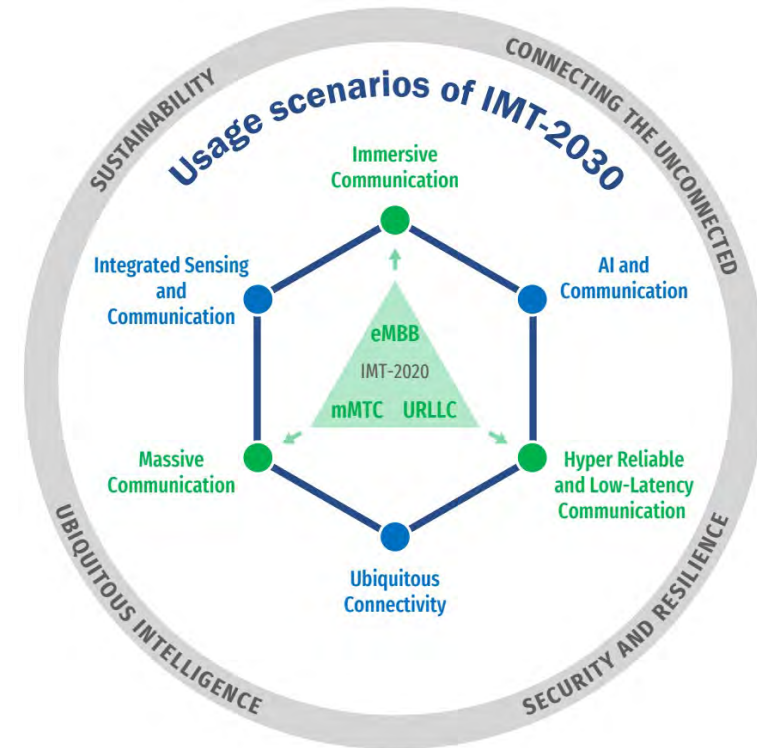 SUSTAINABILITY
CONNECTING THE UNCONNECTED
Usage scenarios of IMT-2030
Immersive
Communication
Integrated Sensing
and
Communication
AI and
Communication
eMBB
IMT-2020
mMTC URLLC
Massive
Communication
Hyper Reliable
and Low-Latency
Communication
Ubiquitous
Connectivity
UBIQUITOUS INTELLIGENCE
SECURITY AND RESILIENCE